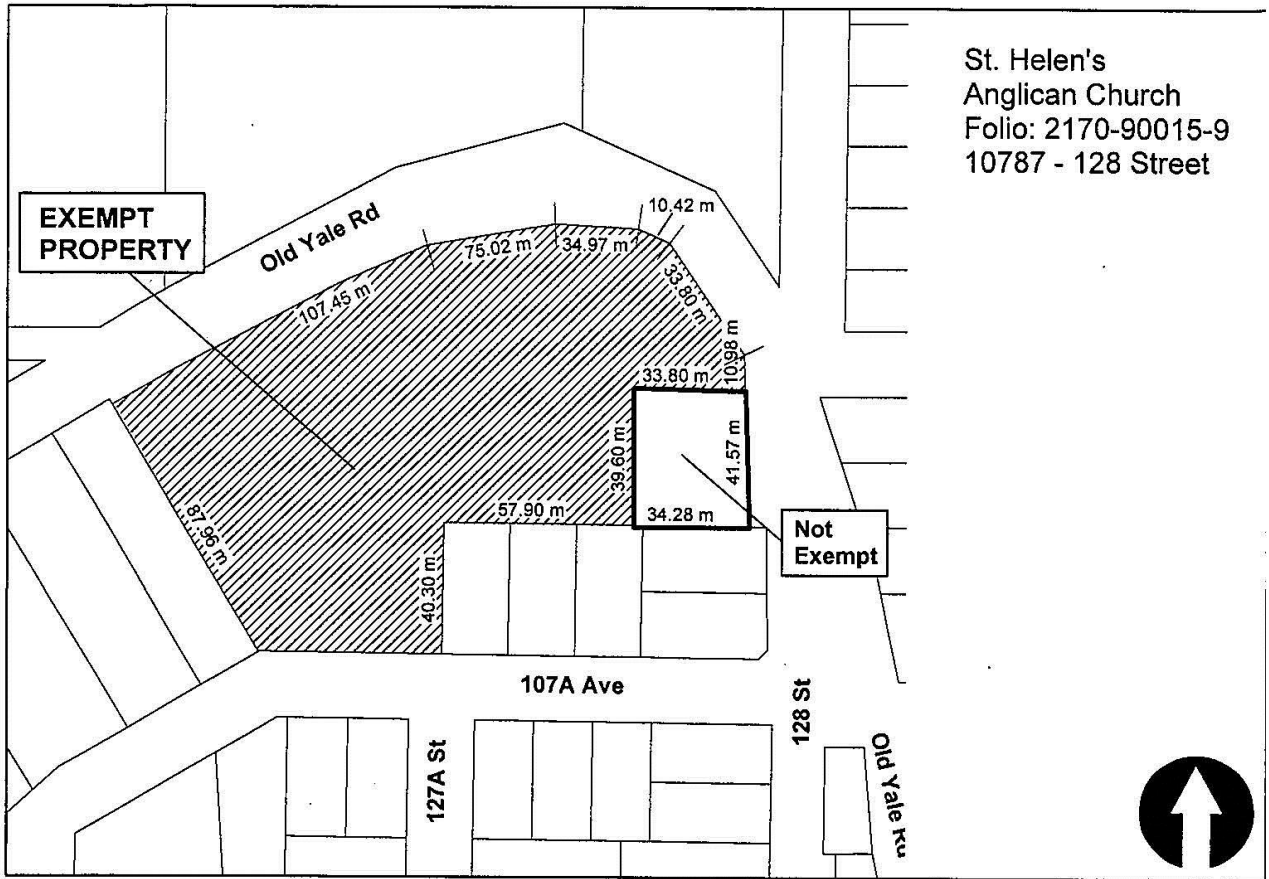 St. Helen's
Anglican Church
Folio: 2170-90015-9
10787 - 128 Street
EXEMPT
PROPERTY
Old Yale Rd
10.42 m
75.02 m
34.97 m
107.45 m
33.80 m
10.98 m
33.80 m
39.60 m
41.57 m
57.90 m
34.28 m
87.96 m
Not
Exempt
40.30 m
107A Ave
128 St
127A St
Old Yale